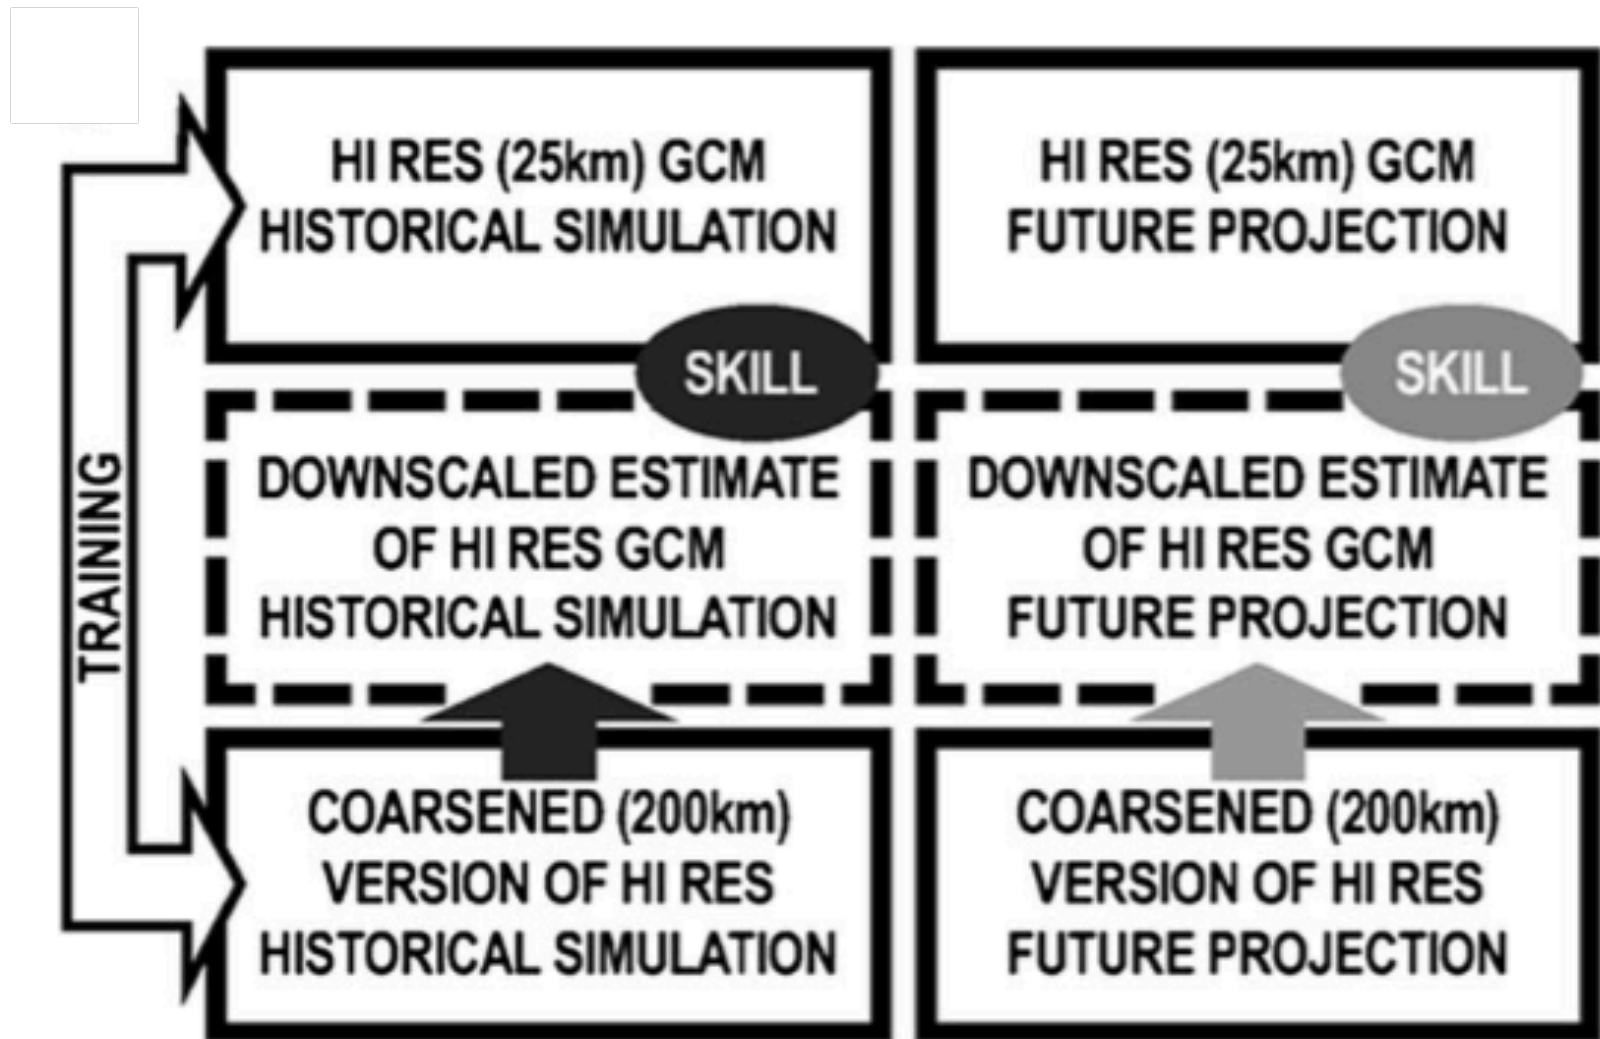 HI RES (25km) GCM
HISTORICAL SIMULATION
HI RES (25km) GCM
FUTURE PROJECTION
SKILL
SKILL
TRAINING
DOWNSCALED ESTIMATE
OF HI RES GCM
HISTORICAL SIMULATION
DOWNSCALED ESTIMATE
OF HI RES GCM
FUTURE PROJECTION
COARSENED (200km)
VERSION OF HI RES
HISTORICAL SIMULATION
COARSENED (200km)
VERSION OF HI RES
FUTURE PROJECTION